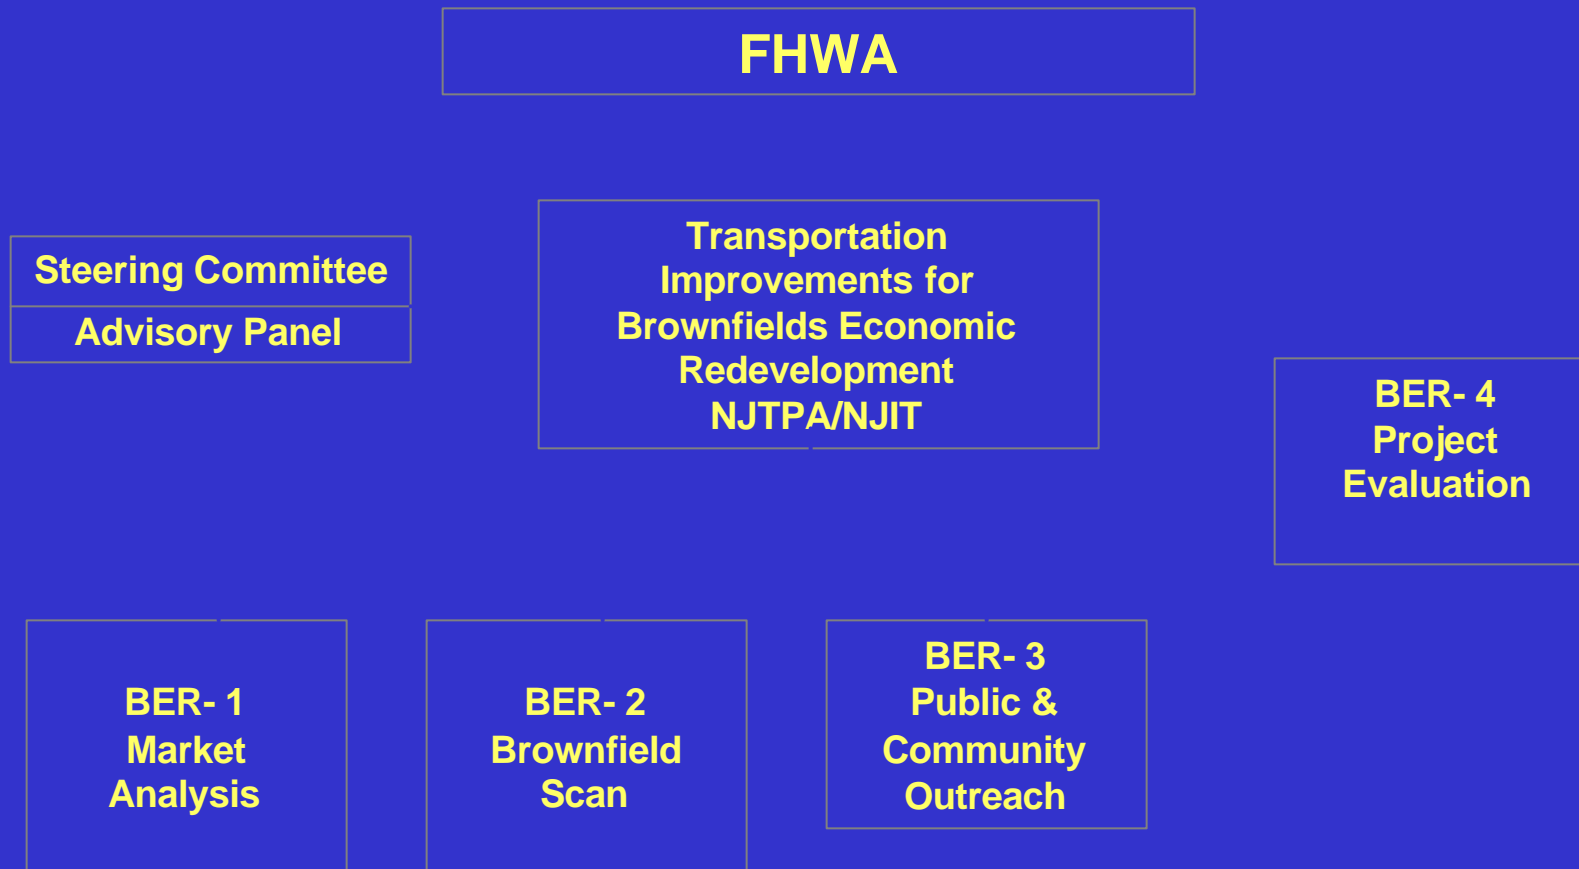 FHWA
Steering Committee
Advisory Panel
Transportation
Improvements for
Brownfields Economic
Redevelopment
NJTPA/NJIT
BER- 4
Project
Evaluation
BER- 1
Market
Analysis
BER- 2
Brownfield
Scan
BER- 3
Public &
Community
Outreach